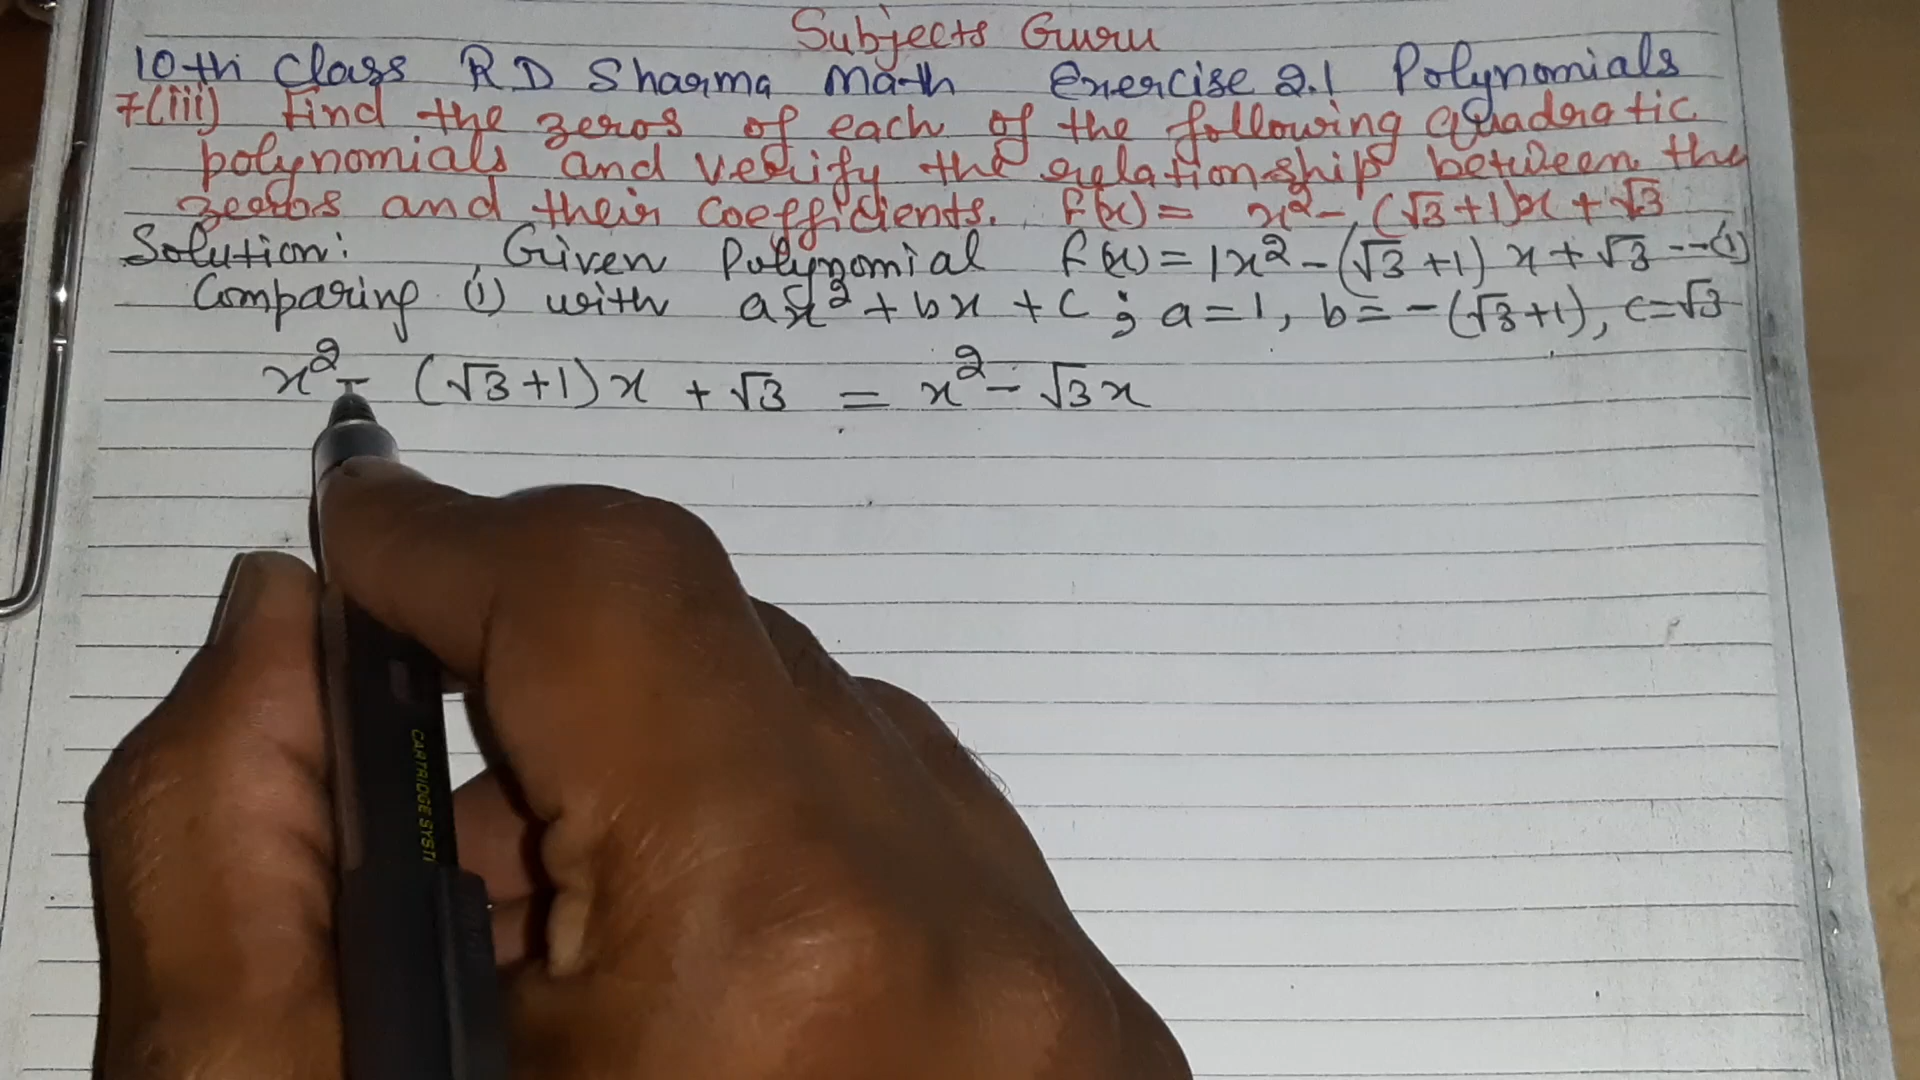 Subjects Guru
10th Class RD Sharma Math Exercise 2.1 Polynomials
7(iii) Find the zeros of each of the following quadratic
polynomials and verify the relationship between the
zeros and their coefficients. f(x) = x² - (√3+1)x + √3
Solution: Given Polynomial f(x) = 1x² - (√3+1) x + √3 --- (1)
Comparing (1) with ax² + bx + c ; a = 1, b = -(√3+1), c = √3
x² - (√3+1)x + √3 = x² - √3x
CARTRIDGE SYST